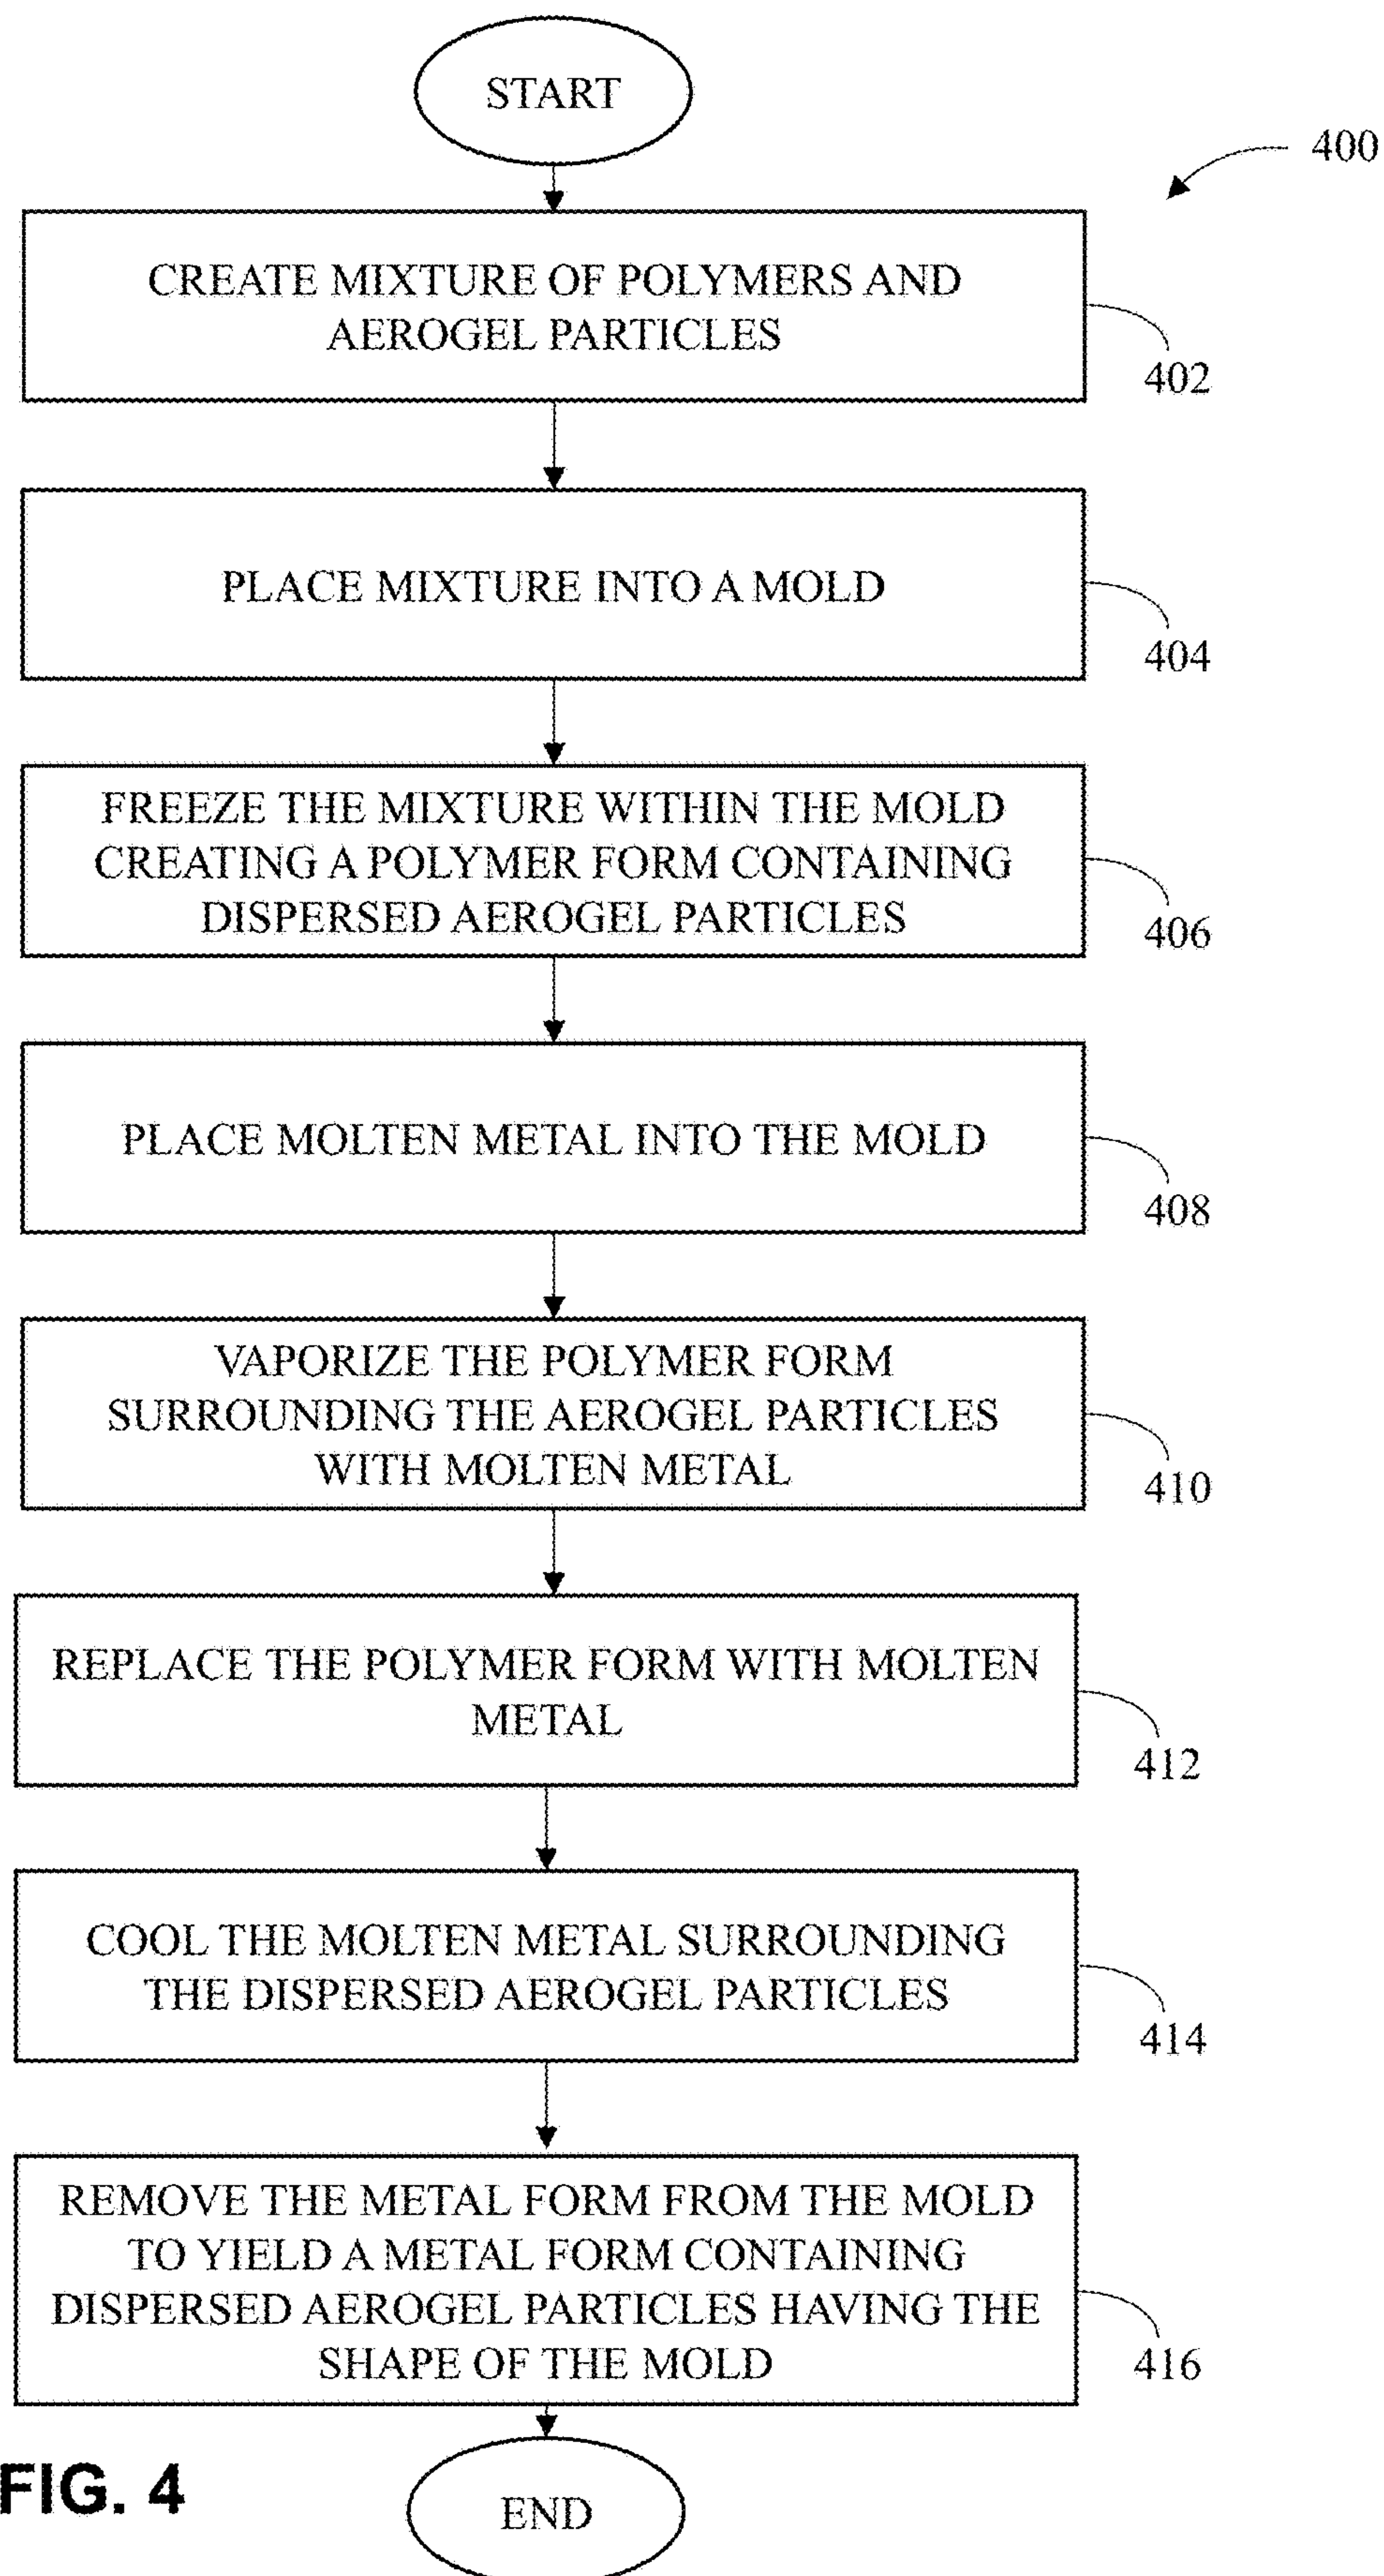 START
400
CREATE MIXTURE OF POLYMERS AND
AEROGEL PARTICLES
402
PLACE MIXTURE INTO A MOLD
404
FREEZE THE MIXTURE WITHIN THE MOLD
CREATING A POLYMER FORM CONTAINING
DISPERSED AEROGEL PARTICLES
406
PLACE MOLTEN METAL INTO THE MOLD
408
VAPORIZE THE POLYMER FORM
SURROUNDING THE AEROGEL PARTICLES
WITH MOLTEN METAL
410
REPLACE THE POLYMER FORM WITH MOLTEN
METAL
412
COOL THE MOLTEN METAL SURROUNDING
THE DISPERSED AEROGEL PARTICLES
414
REMOVE THE METAL FORM FROM THE MOLD
TO YIELD A METAL FORM CONTAINING
DISPERSED AEROGEL PARTICLES HAVING THE
SHAPE OF THE MOLD
416
FIG. 4
END